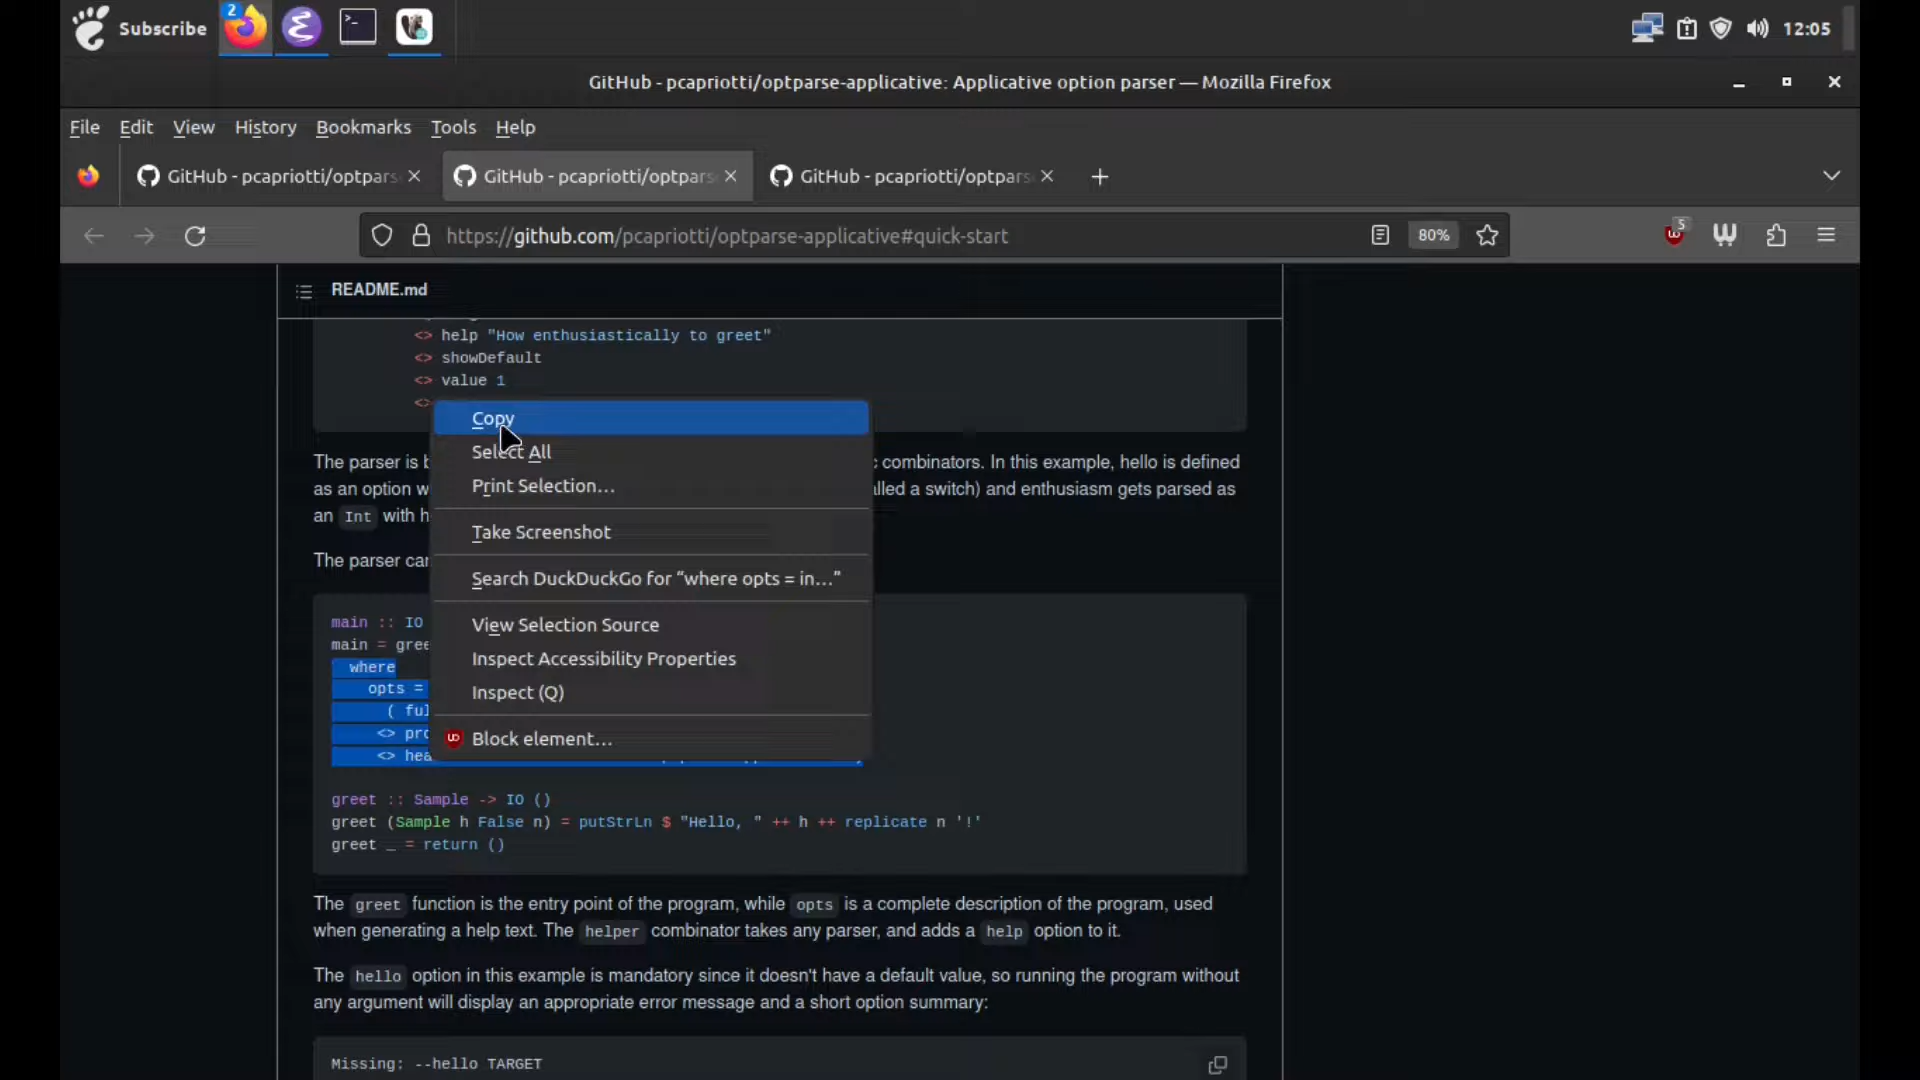 2
Subscribe
12:05
GitHub - pcapriotti/optparse-applicative: Applicative option parser — Mozilla Firefox
File Edit View History Bookmarks Tools Help
GitHub - pcapriotti/optpars
GitHub - pcapriotti/optpars
GitHub - pcapriotti/optpars
https://github.com/pcapriotti/optparse-applicative#quick-start
80%
5
README.md
<> help "How enthusiastically to greet"
<> showDefault
<> value 1
<>
Copy
Select All
Print Selection…
Take Screenshot
Search DuckDuckGo for “where opts = in…”
View Selection Source
Inspect Accessibility Properties
Inspect (Q)
Block element…
The parser is combinators. In this example, hello is defined
as an option called a switch) and enthusiasm gets parsed as
an Int with
The parser
main :: IO
main =
where
opts =
(
<>
<>
greet :: Sample -> IO ()
greet (Sample h False n) = putStrLn $ "Hello, " ++ h ++ replicate n '!'
greet _ = return ()
The greet function is the entry point of the program, while opts is a complete description of the program, used
when generating a help text. The helper combinator takes any parser, and adds a help option to it.
The hello option in this example is mandatory since it doesn't have a default value, so running the program without
any argument will display an appropriate error message and a short option summary:
Missing: --hello TARGET